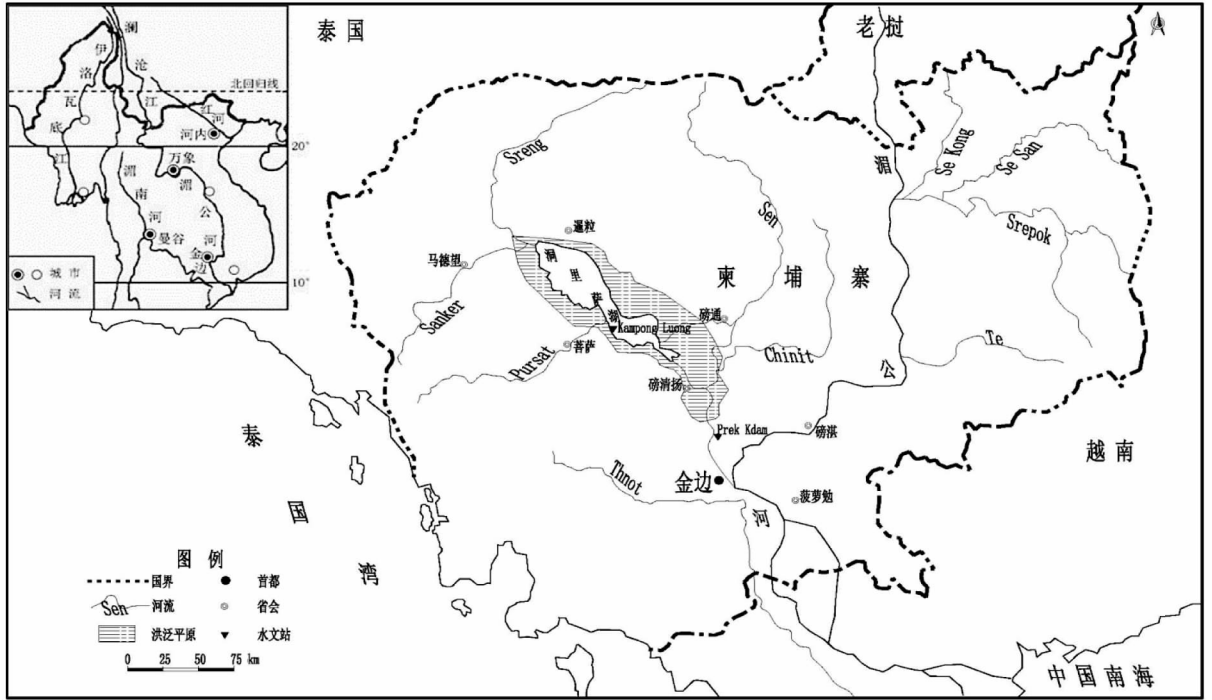 泰国
老挝
澜
沧
江
伊
洛
瓦
底
江
北回归线
红
河
河内
20°
万象
湄
南
河
湄
公
河
曼谷
金
边
10°
城市
河流
Sreng
Sen
Se Kong
Se San
Srepok
湄
公
河
暹粒
马德望
洞
里
萨
湖
柬埔寨
Sanker
Kampong Luong
磅通
Pursat
菩萨
Chinit
Te
磅清扬
Prek Kdam
磅湛
越南
泰
国
湾
Thnot
金边
菠萝勉
图例
国界
首都
Sen
河流
省会
洪泛平原
水文站
0 25 50 75 km
中国南海